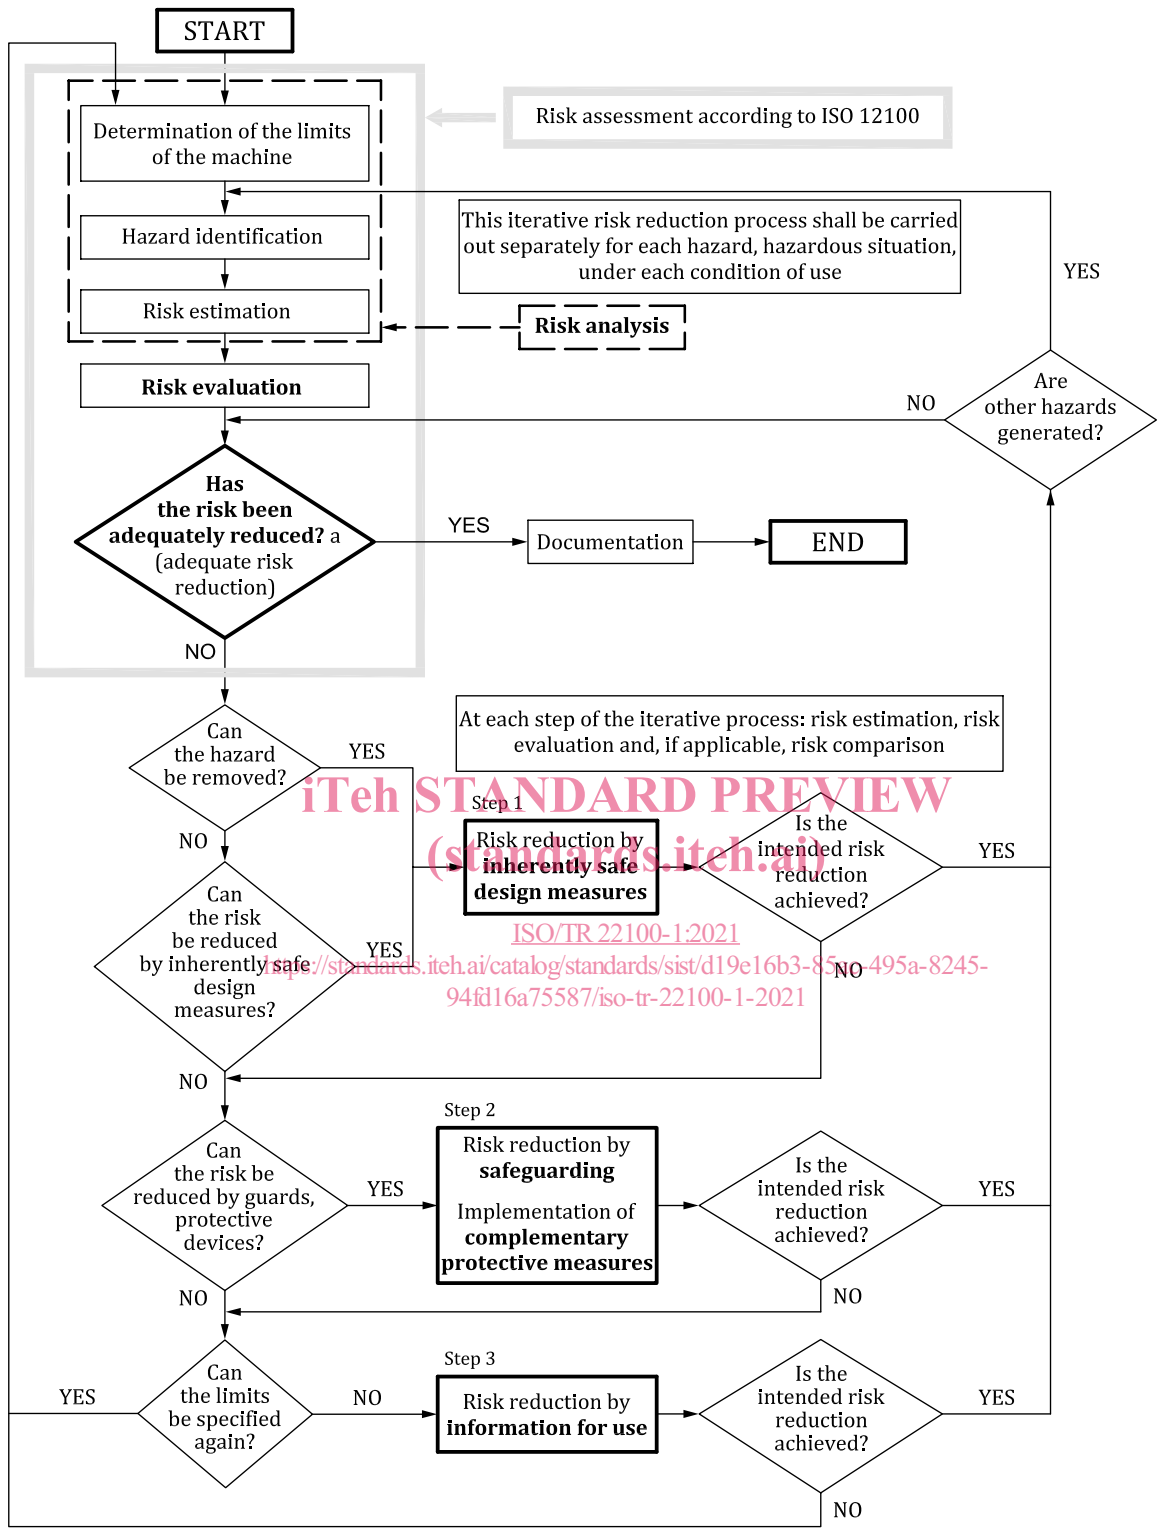 START
Determination of the limits
of the machine
Risk assessment according to ISO 12100
Hazard identification
This iterative risk reduction process shall be carried
out separately for each hazard, hazardous situation,
under each condition of use
YES
Risk estimation
Risk analysis
Risk evaluation
Are
other hazards
generated?
NO
Has
the risk been
adequately reduced? a
(adequate risk
reduction)
YES
Documentation
END
NO
Can
the hazard
be removed?
YES
At each step of the iterative process: risk estimation, risk
evaluation and, if applicable, risk comparison
iTeh STANDARD PREVIEW
(standards.iteh.ai)
NO
Step 1
Risk reduction by
inherently safe
design measures
Is the
intended risk
reduction
achieved?
YES
Can
the risk
be reduced
by inherently safe
design
measures?
YES
ISO/TR 22100-1:2021
https://standards.iteh.ai/catalog/standards/sist/d19e16b3-85ac-495a-8245-
94fd16a75587/iso-tr-22100-1-2021
NO
NO
Can
the risk be
reduced by guards,
protective
devices?
YES
Step 2
Risk reduction by
safeguarding
Implementation of
complementary
protective measures
Is the
intended risk
reduction
achieved?
YES
NO
NO
Can
the limits
be specified
again?
YES
NO
Step 3
Risk reduction by
information for use
Is the
intended risk
reduction
achieved?
YES
NO